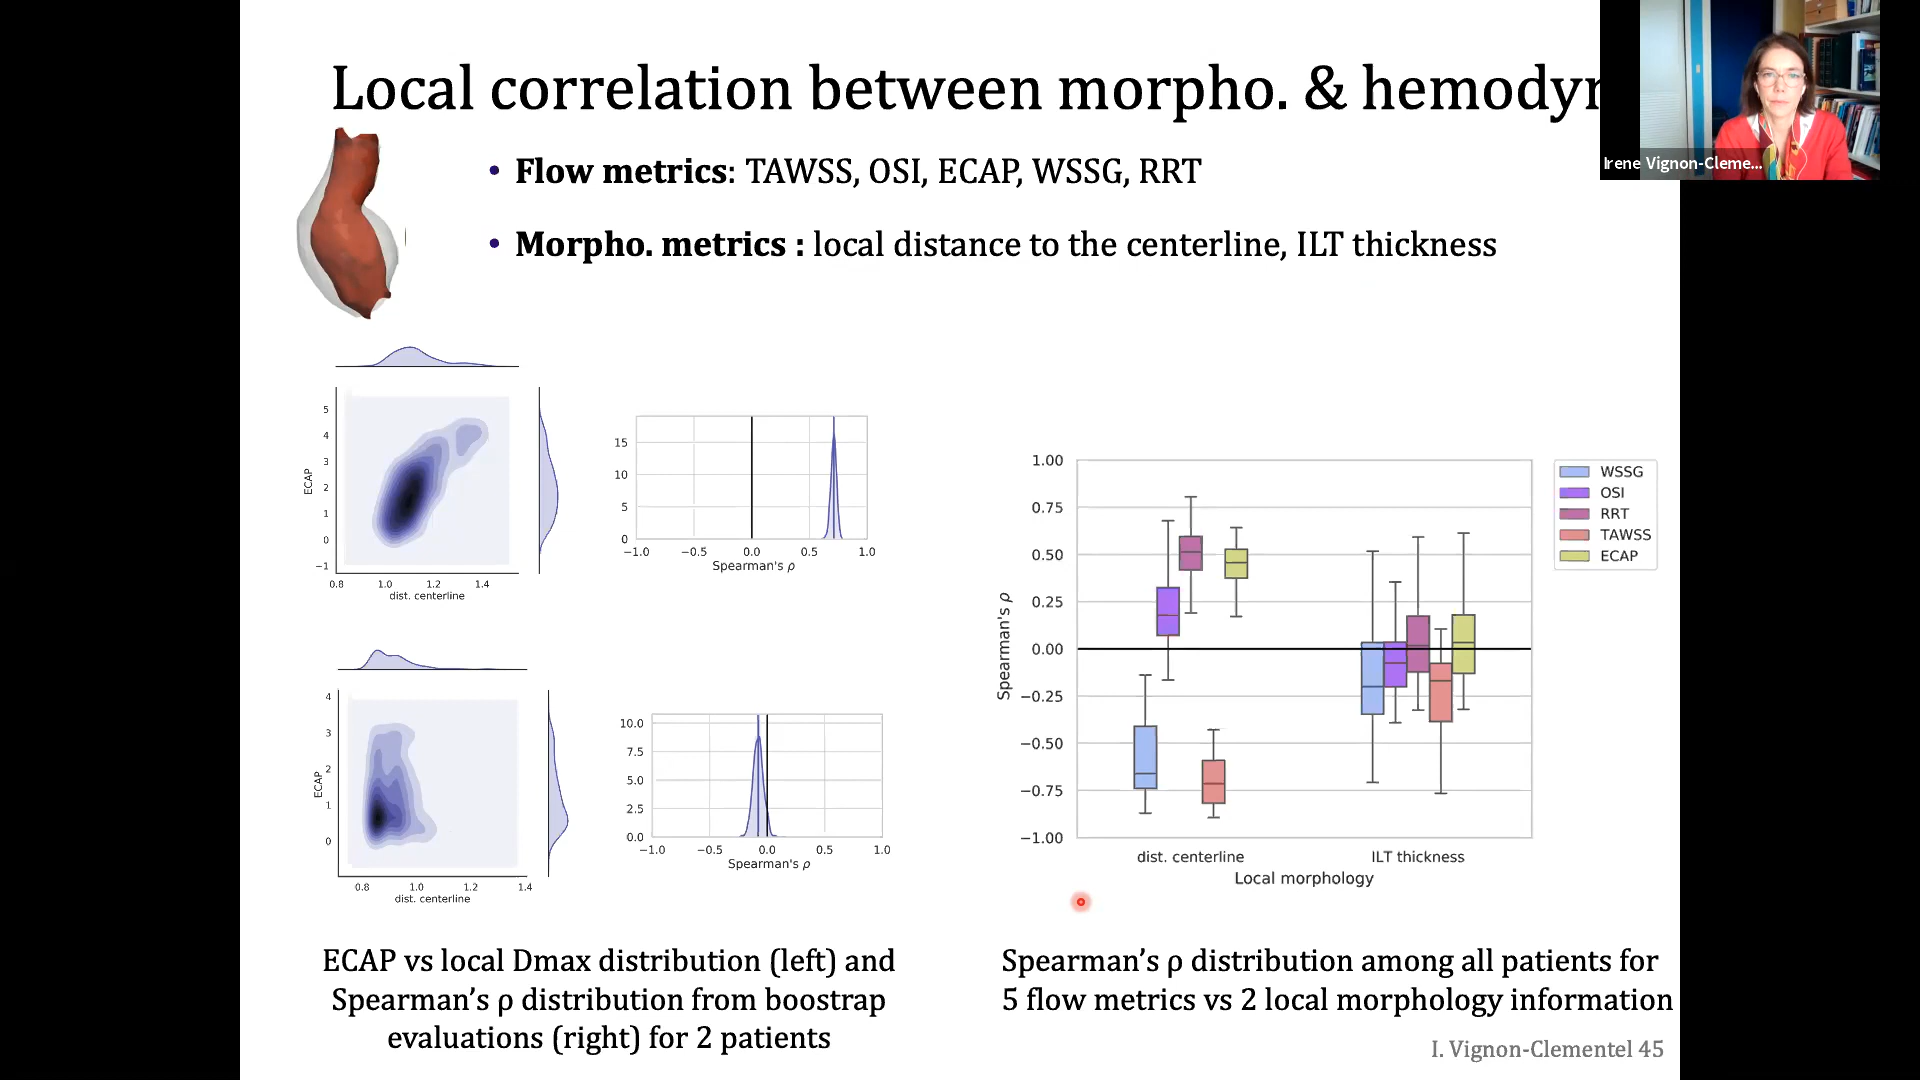 Local correlation between morpho. & hemodyn
Irene Vignon-Cleme...
• Flow metrics: TAWSS, OSI, ECAP, WSSG, RRT
• Morpho. metrics : local distance to the centerline, ILT thickness
5
4
3
2
1
0
−1
ECAP
0.8 1.0 1.2 1.4
dist. centerline
15
10
5
0
−1.0 −0.5 0.0 0.5 1.0
Spearman's ρ
4
3
2
1
0
ECAP
0.8 1.0 1.2 1.4
dist. centerline
10.0
7.5
5.0
2.5
0.0
−1.0 −0.5 0.0 0.5 1.0
Spearman's ρ
1.00
0.75
0.50
0.25
0.00
−0.25
−0.50
−0.75
−1.00
Spearman's ρ
dist. centerline ILT thickness
Local morphology
WSSG
OSI
RRT
TAWSS
ECAP
ECAP vs local Dmax distribution (left) and
Spearman’s ρ distribution from boostrap
evaluations (right) for 2 patients
Spearman’s ρ distribution among all patients for
5 flow metrics vs 2 local morphology information
I. Vignon-Clementel 45